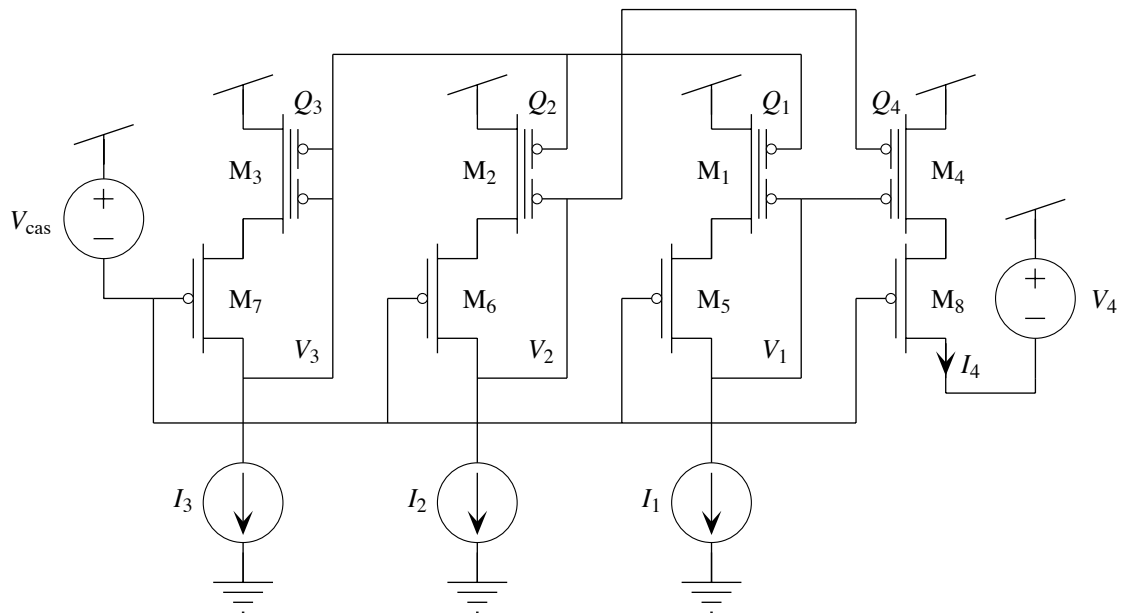 Q3 Q2 Q1 Q4
M3 M2 M1 M4
+
Vcas
−
+
V4
−
M7 M6 M5 M8
V3 V2 V1
I4
I3 I2 I1